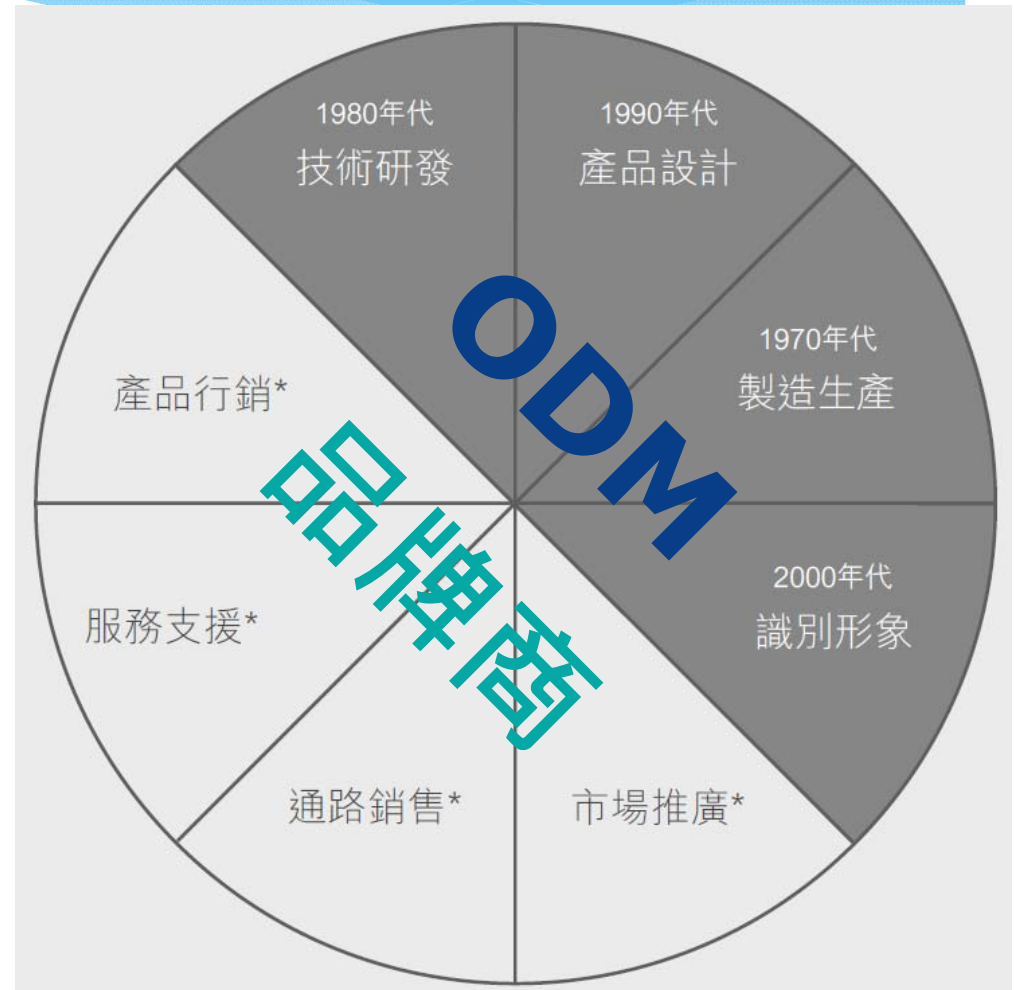 1980年代
技術研發
1990年代
產品設計
1970年代
製造生產
2000年代
識別形象
市場推廣*
通路銷售*
服務支援*
產品行銷*
ODM
品牌商